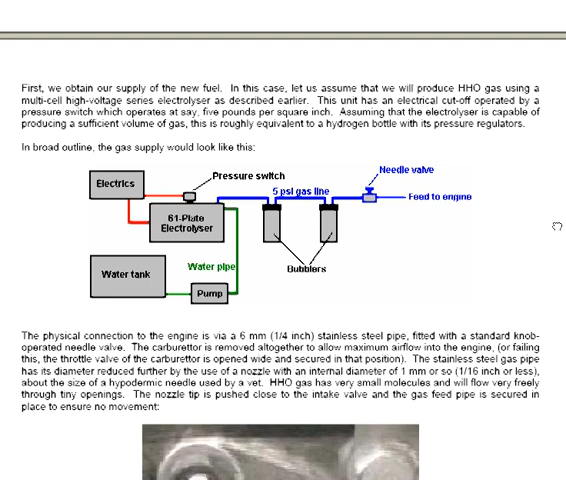 First, we obtain our supply of the new fuel. In this case, let us assume that we will produce HHO gas using a
multi-cell high-voltage series electrolyser as described earlier. This unit has an electrical cut-off operated by a
pressure switch which operates at say, five pounds per square inch. Assuming that the electrolyser is capable of
producing a sufficient volume of gas, this is roughly equivalent to a hydrogen bottle with its pressure regulators.
In broad outline, the gas supply would look like this:
Needle valve
Pressure switch
Electrics
5 psi gas line
Feed to engine
61-Plate
Electrolyser
Water pipe
Bubblers
Water tank
Pump
The physical connection to the engine is via a 6 mm (1/4 inch) stainless steel pipe, fitted with a standard knob-
operated needle valve. The carburettor is removed altogether to allow maximum airflow into the engine, (or failing
this, the throttle valve of the carburettor is opened wide and secured in that position). The stainless steel gas pipe
has its diameter reduced further by the use of a nozzle with an internal diameter of 1 mm or so (1/16 inch or less),
about the size of a hypodermic needle used by a vet. HHO gas has very small molecules and will flow very freely
through tiny openings. The nozzle tip is pushed close to the intake valve and the gas feed pipe is secured in
place to ensure no movement: